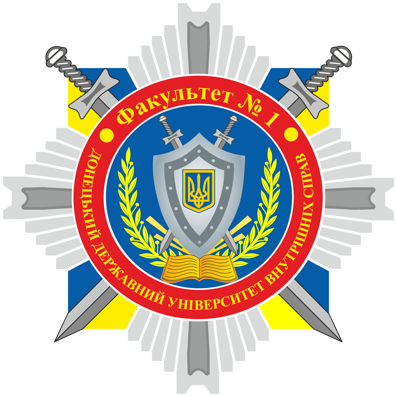 Факультет № 1
ДОНЕЦЬКИЙ ДЕРЖАВНИЙ УНІВЕРСИТЕТ ВНУТРІШНІХ СПРАВ